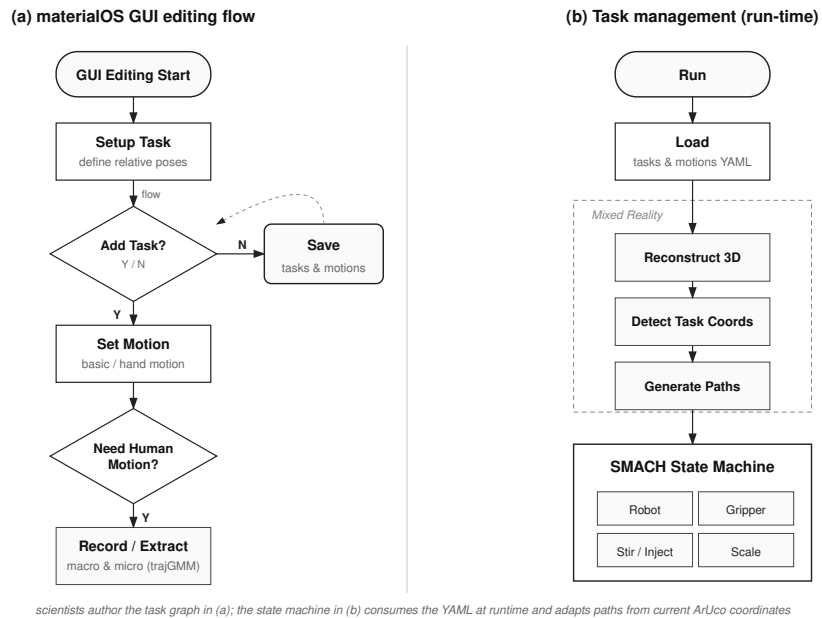 (a) materialOS GUI editing flow
GUI Editing Start
Setup Task
define relative poses
flow
Add Task?
Y / N
N
Save
tasks & motions
Y
Set Motion
basic / hand motion
Need Human
Motion?
Y
Record / Extract
macro & micro (trajGMM)
(b) Task management (run-time)
Run
Load
tasks & motions YAML
Mixed Reality
Reconstruct 3D
Detect Task Coords
Generate Paths
SMACH State Machine
Robot
Gripper
Stir / Inject
Scale
scientists author the task graph in (a); the state machine in (b) consumes the YAML at runtime and adapts paths from current ArUco coordinates